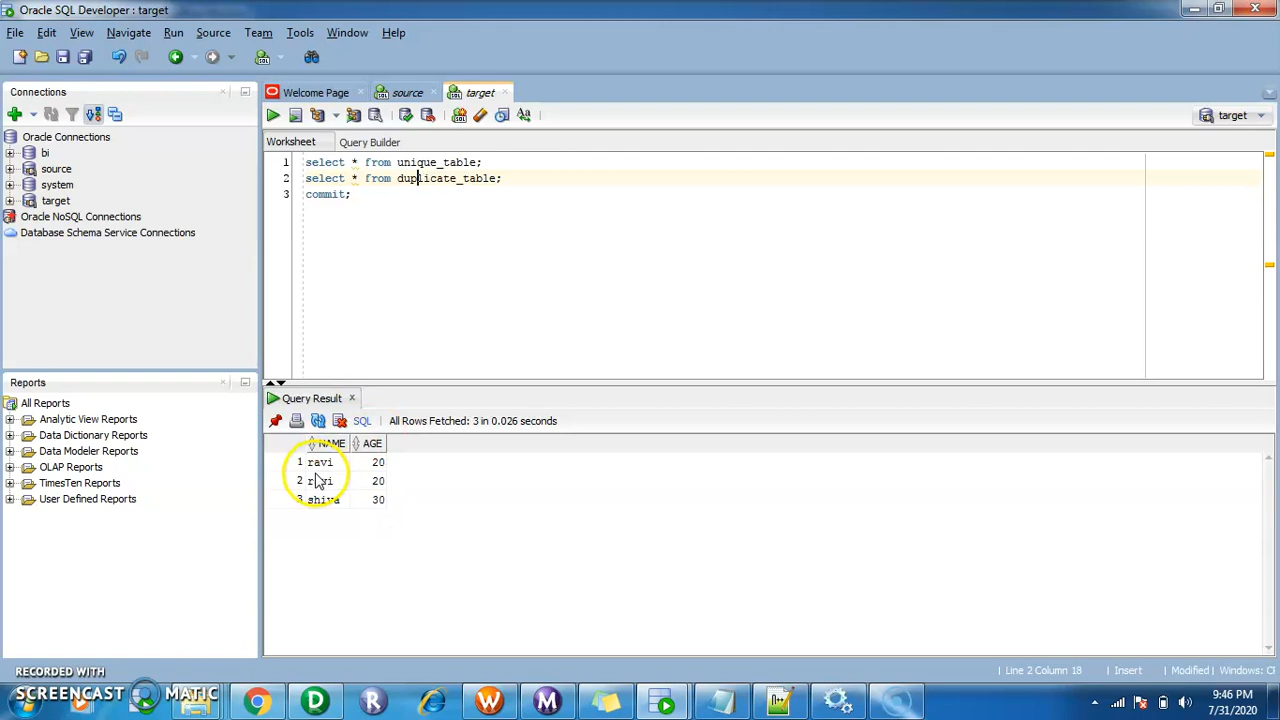 Oracle SQL Developer : target
File Edit View Navigate Run Source Team Tools Window Help
Connections
Oracle Connections
bi
source
system
target
Oracle NoSQL Connections
Database Schema Service Connections
Reports
All Reports
Analytic View Reports
Data Dictionary Reports
Data Modeler Reports
OLAP Reports
TimesTen Reports
User Defined Reports
Welcome Page source target
target
Worksheet Query Builder
1 select * from unique_table;
2 select * from duplicate_table;
3 commit;
Query Result
SQL All Rows Fetched: 3 in 0.026 seconds
NAME AGE
1 ravi 20
2 ravi 20
3 shiva 30
Line 2 Column 18 Insert Modified Windows: C
RECORDED WITH
SCREENCAST MATIC
9:46 PM
7/31/2020